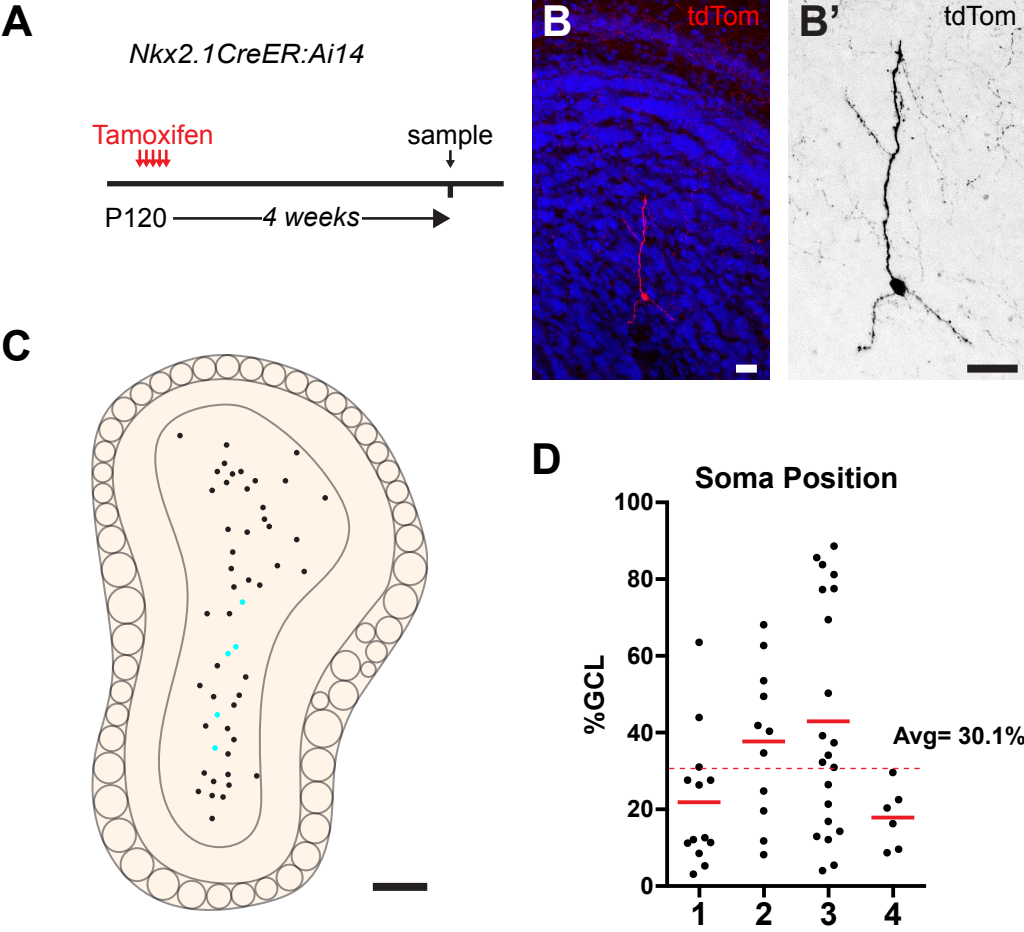 A
Nkx2.1CreER:Ai14
Tamoxifen
sample
P120
4 weeks
B
tdTom
B'
tdTom
C
D
Soma Position
%GCL
100
80
60
40
20
0
Avg= 30.1%
1 2 3 4